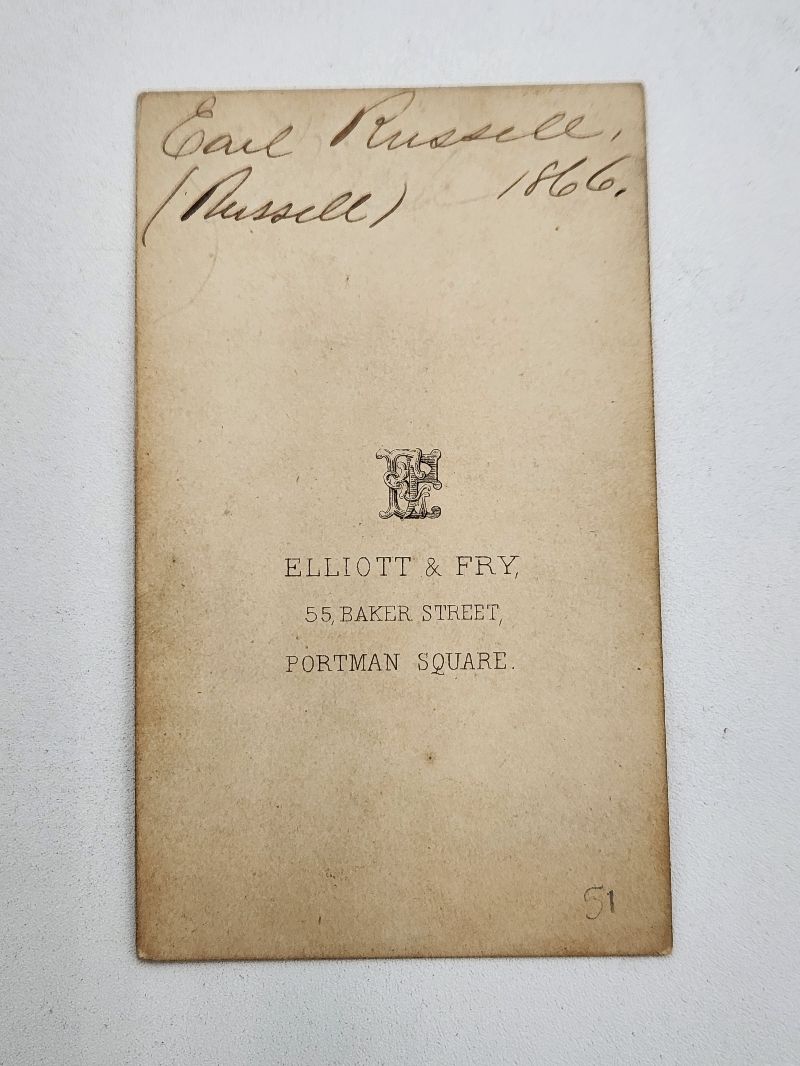 Earl Russell.
(Russell) 1866.
EF
ELLIOTT & FRY,
55, BAKER STREET,
PORTMAN SQUARE.
51